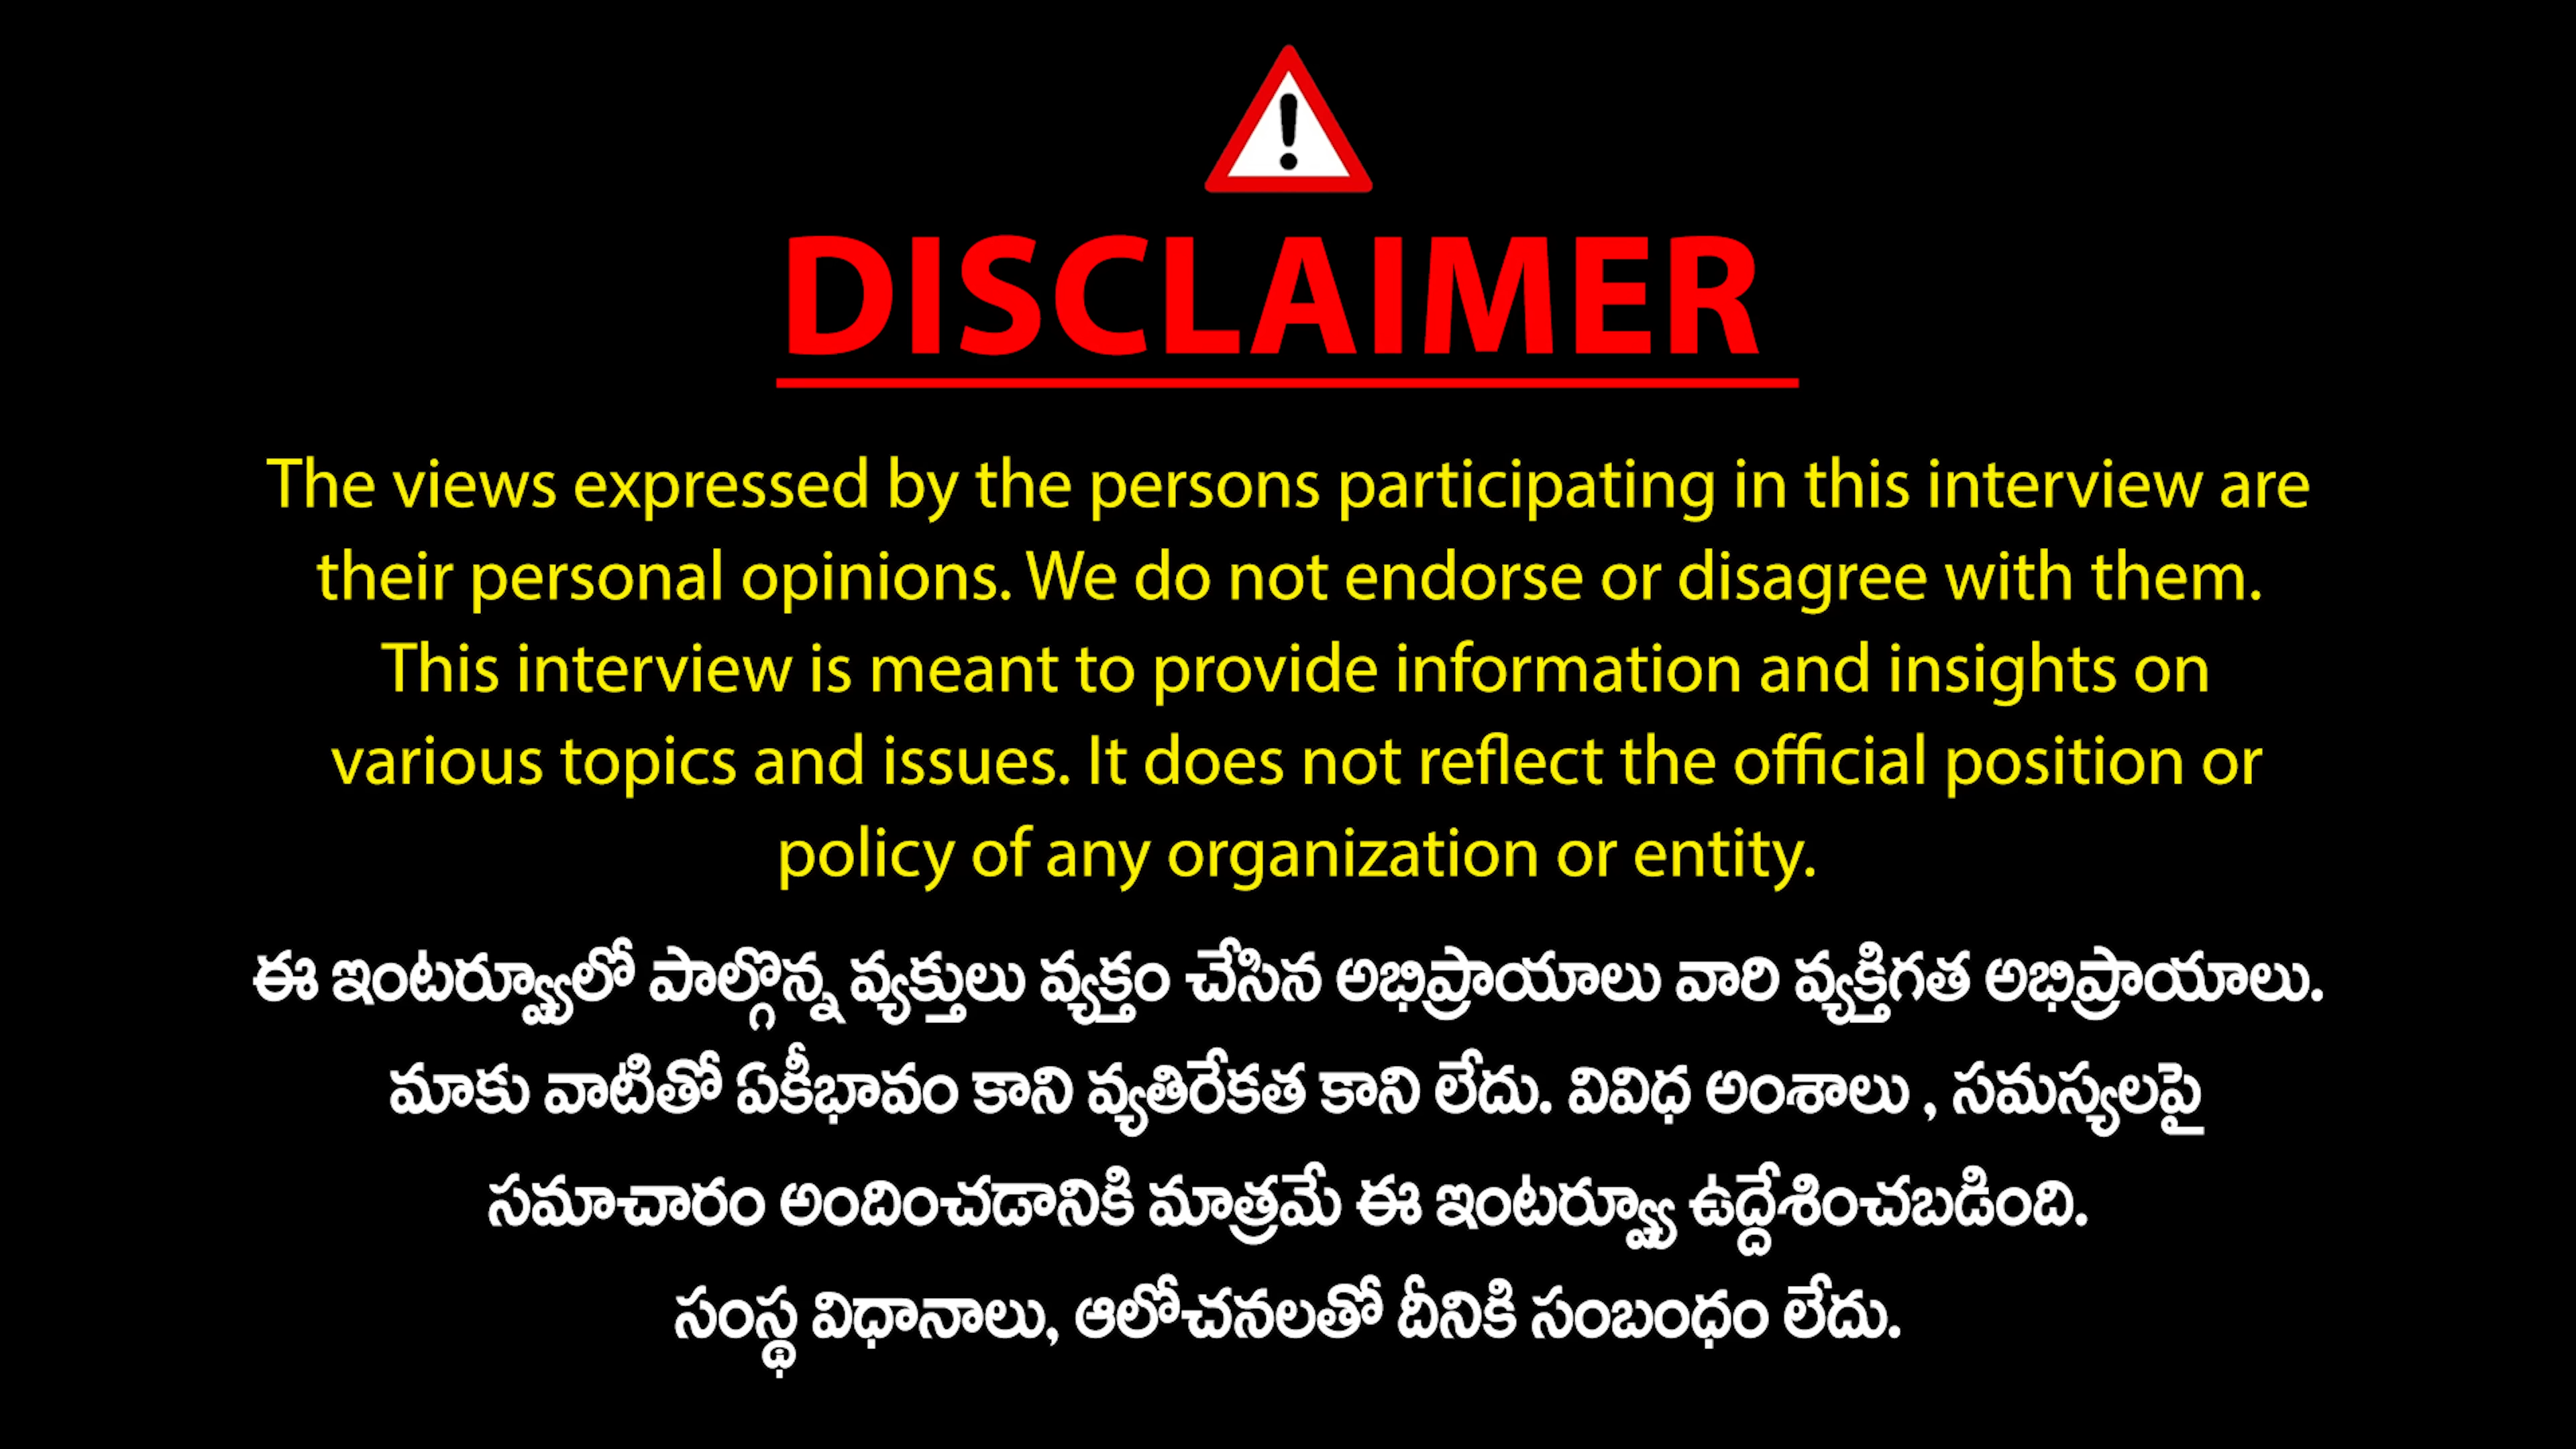 DISCLAIMER
The views expressed by the persons participating in this interview are
their personal opinions. We do not endorse or disagree with them.
This interview is meant to provide information and insights on
various topics and issues. It does not reflect the official position or
policy of any organization or entity.
ఈ ఇంటర్వ్యూలో పాల్గొన్న వ్యక్తులు వ్యక్తం చేసిన అభిప్రాయాలు వారి వ్యక్తిగత అభిప్రాయాలు.
మాకు వాటితో ఏకీభావం కాని వ్యతిరేకత కాని లేదు. వివిధ అంశాలు , సమస్యలపై
సమాచారం అందించడానికి మాత్రమే ఈ ఇంటర్వ్యూ ఉద్దేశించబడింది.
సంస్థ విధానాలు, ఆలోచనలతో దీనికి సంబంధం లేదు.